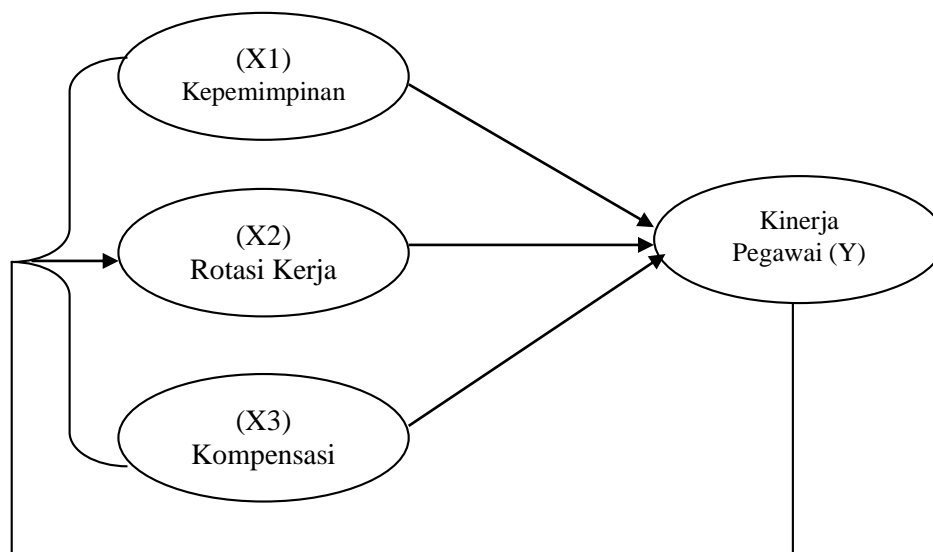 (X1)
Kepemimpinan
(X2)
Rotasi Kerja
(X3)
Kompensasi
Kinerja
Pegawai (Y)